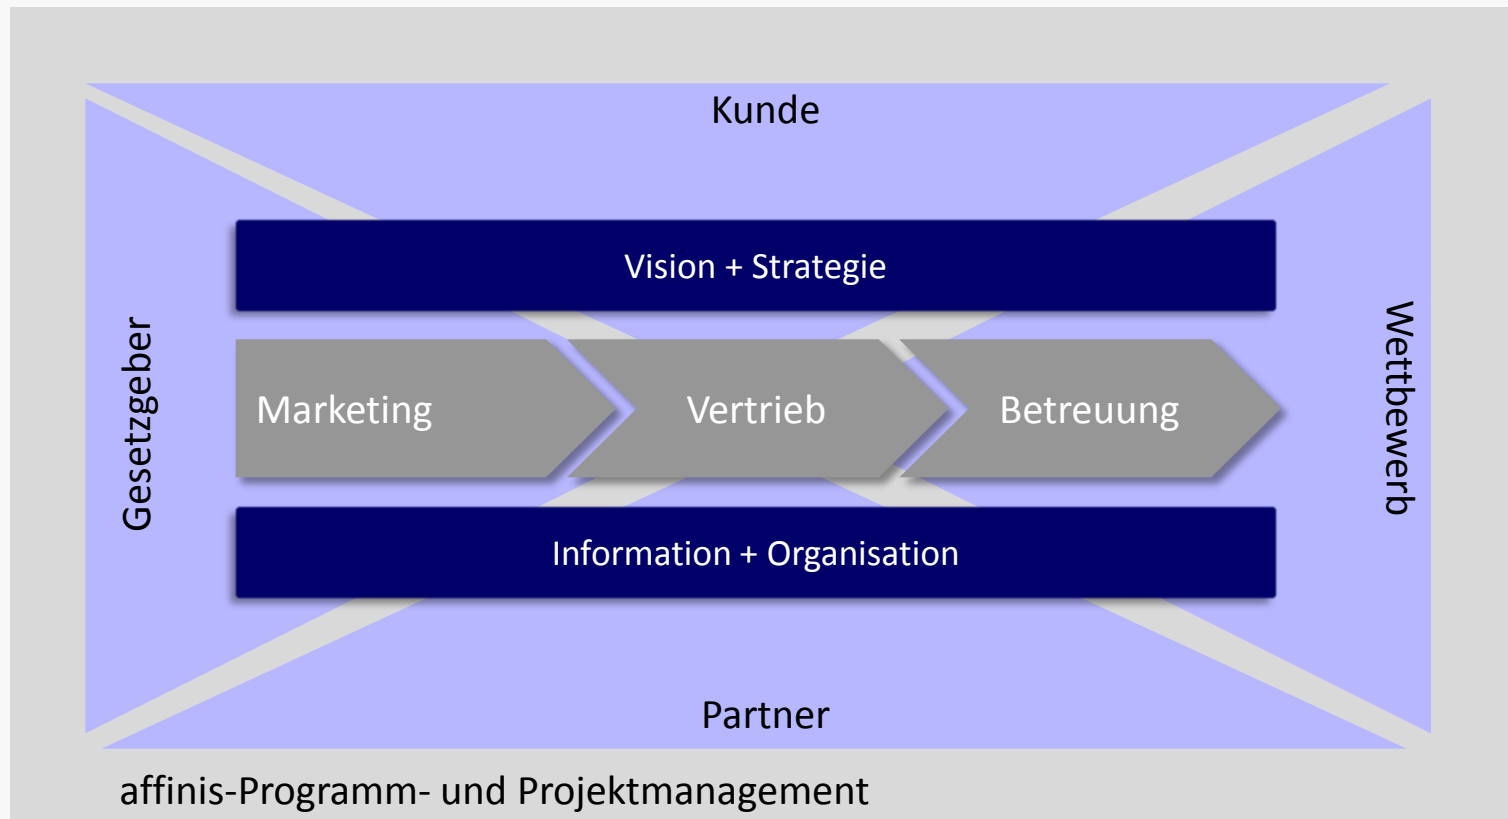 Kunde
Vision + Strategie
Gesetzgeber
Marketing
Vertrieb
Betreuung
Wettbewerb
Information + Organisation
Partner
affinis-Programm- und Projektmanagement